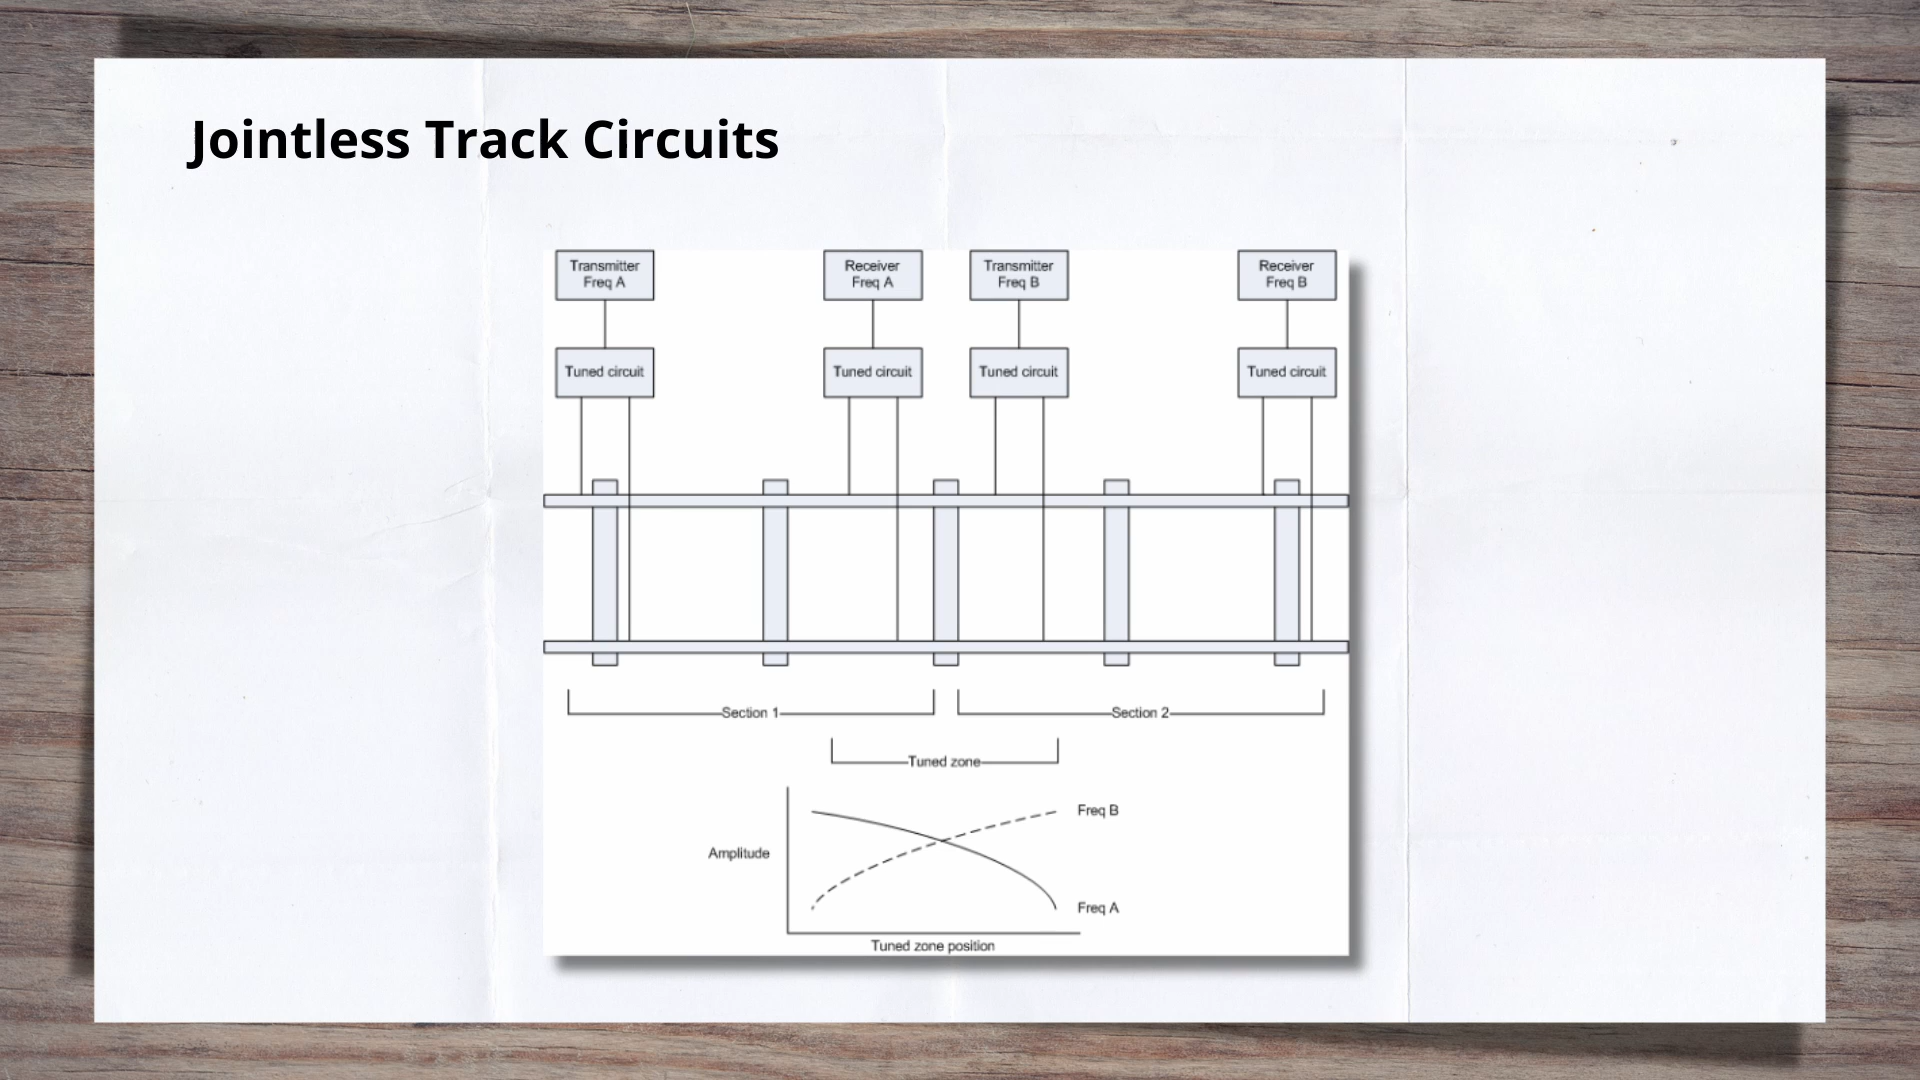 Jointless Track Circuits
Transmitter
Freq A
Receiver
Freq A
Transmitter
Freq B
Receiver
Freq B
Tuned circuit
Tuned circuit
Tuned circuit
Tuned circuit
Section 1
Section 2
Tuned zone
Freq B
Amplitude
Freq A
Tuned zone position